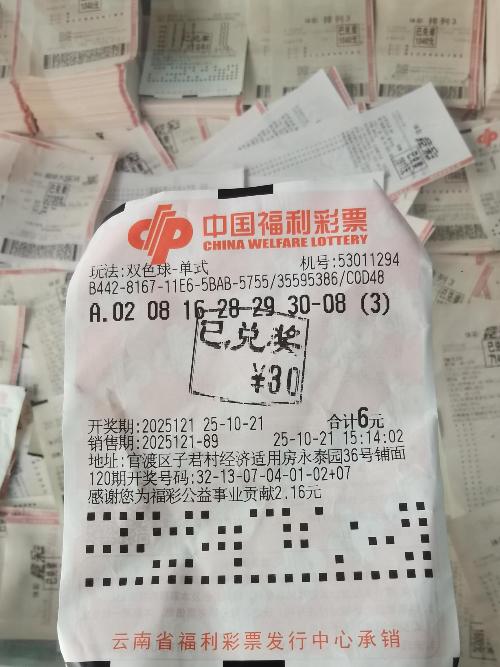 中国福利彩票
CHINA WELFARE LOTTERY
玩法:双色球-单式 机号:53011294
B442-8167-11E6-5BAB-5755/35595386/C0D48
A.02 08 16 28 29 30-08 (3)
已兑奖
¥30
开奖期:2025121 25-10-21 合计6元
销售期:2025121-89 25-10-21 15:14:02
地址:官渡区子君村经济适用房永泰园36号铺面
120期开奖号码:32-13-07-04-01-02+07
感谢您为福彩公益事业贡献2.16元
云南省福利彩票发行中心承销